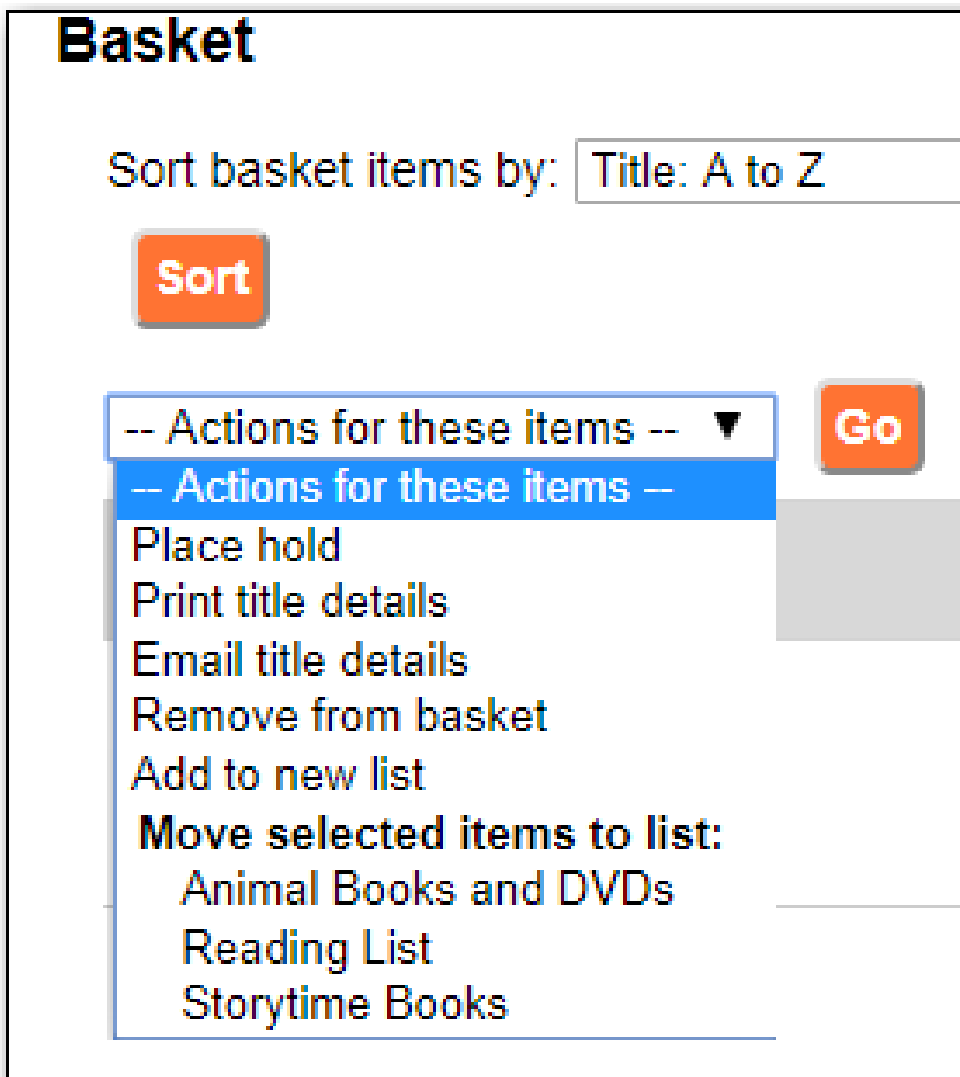 Basket
Sort basket items by: Title: A to Z
Sort
-- Actions for these items -- ▼ Go
-- Actions for these items --
Place hold
Print title details
Email title details
Remove from basket
Add to new list
Move selected items to list:
Animal Books and DVDs
Reading List
Storytime Books